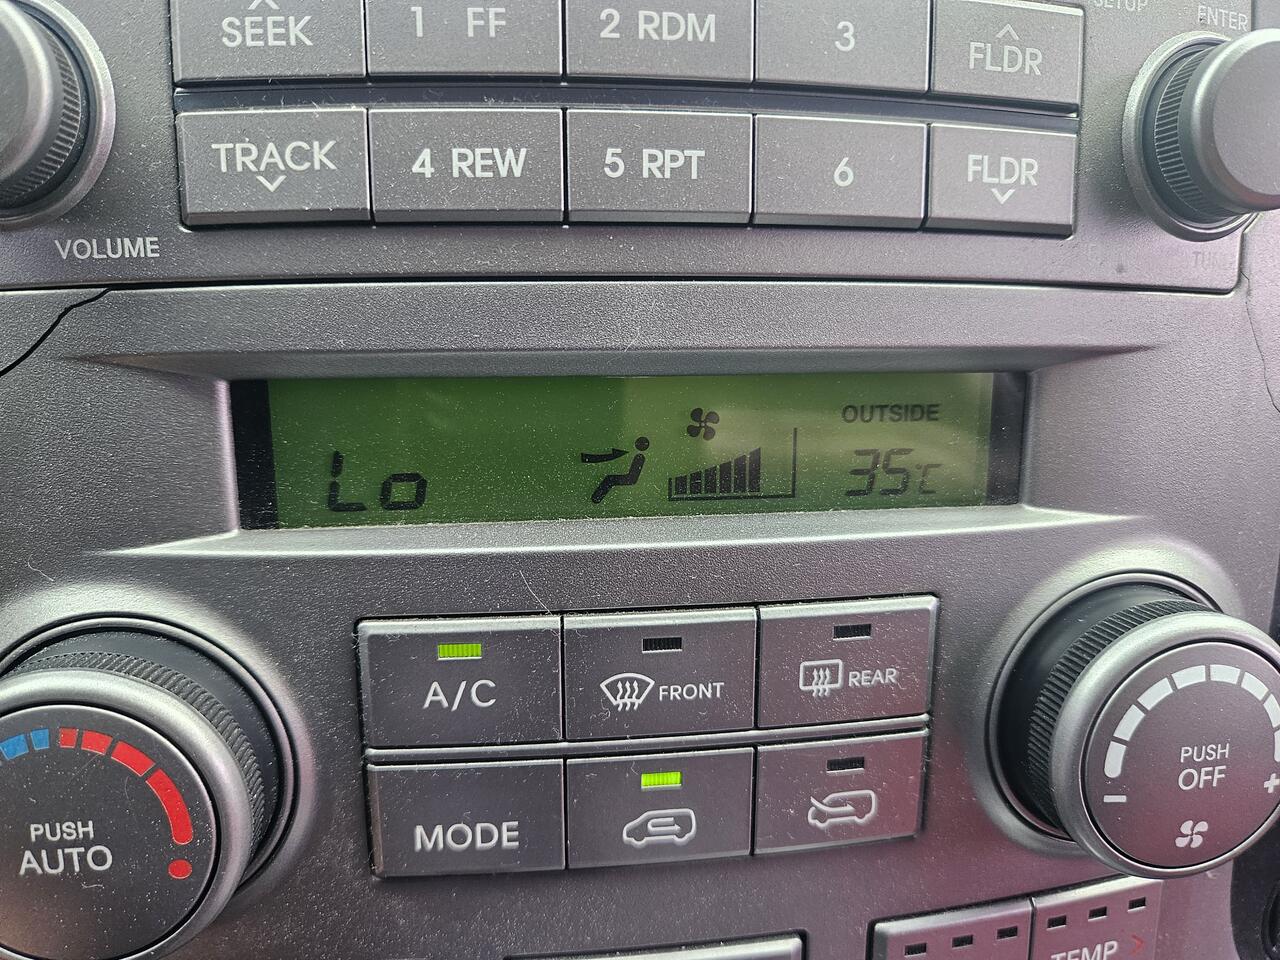 SETUP
ENTER
SEEK
1 FF
2 RDM
3
FLDR
TRACK
4 REW
5 RPT
6
FLDR
VOLUME
OUTSIDE
Lo
35°C
A/C
FRONT
REAR
MODE
PUSH
AUTO
PUSH
OFF
- +
TEMP >